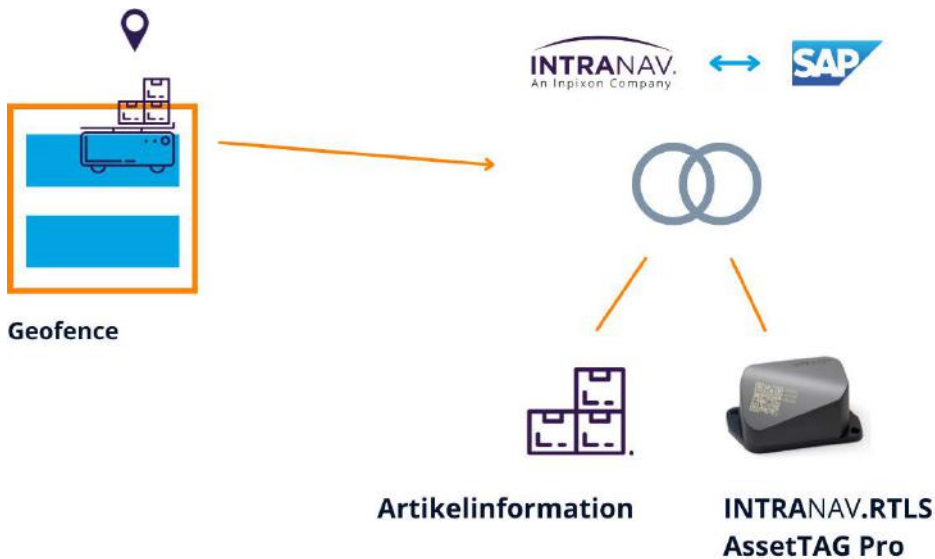 INTRANAV.
An Inpixon Company
SAP
Geofence
Artikelinformation
INTRANAV.RTLS
AssetTAG Pro